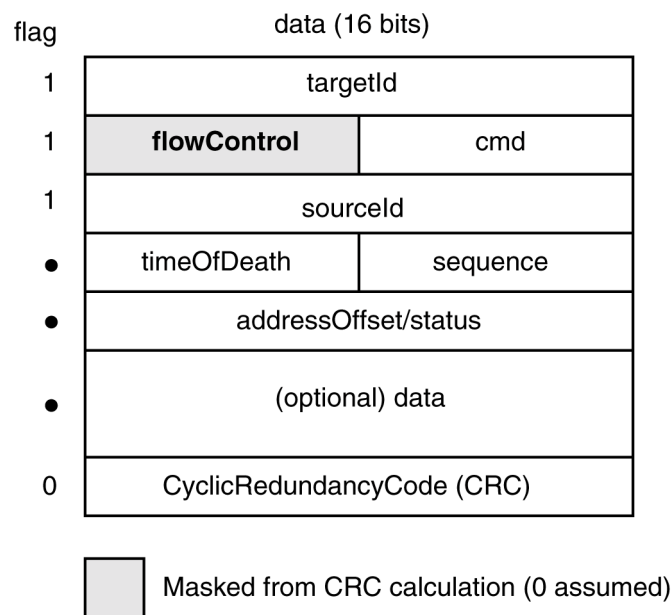 flag data (16 bits)
1 targetId
1 flowControl cmd
1 sourceId
• timeOfDeath sequence
• addressOffset/status
• (optional) data
0 CyclicRedundancyCode (CRC)
Masked from CRC calculation (0 assumed)